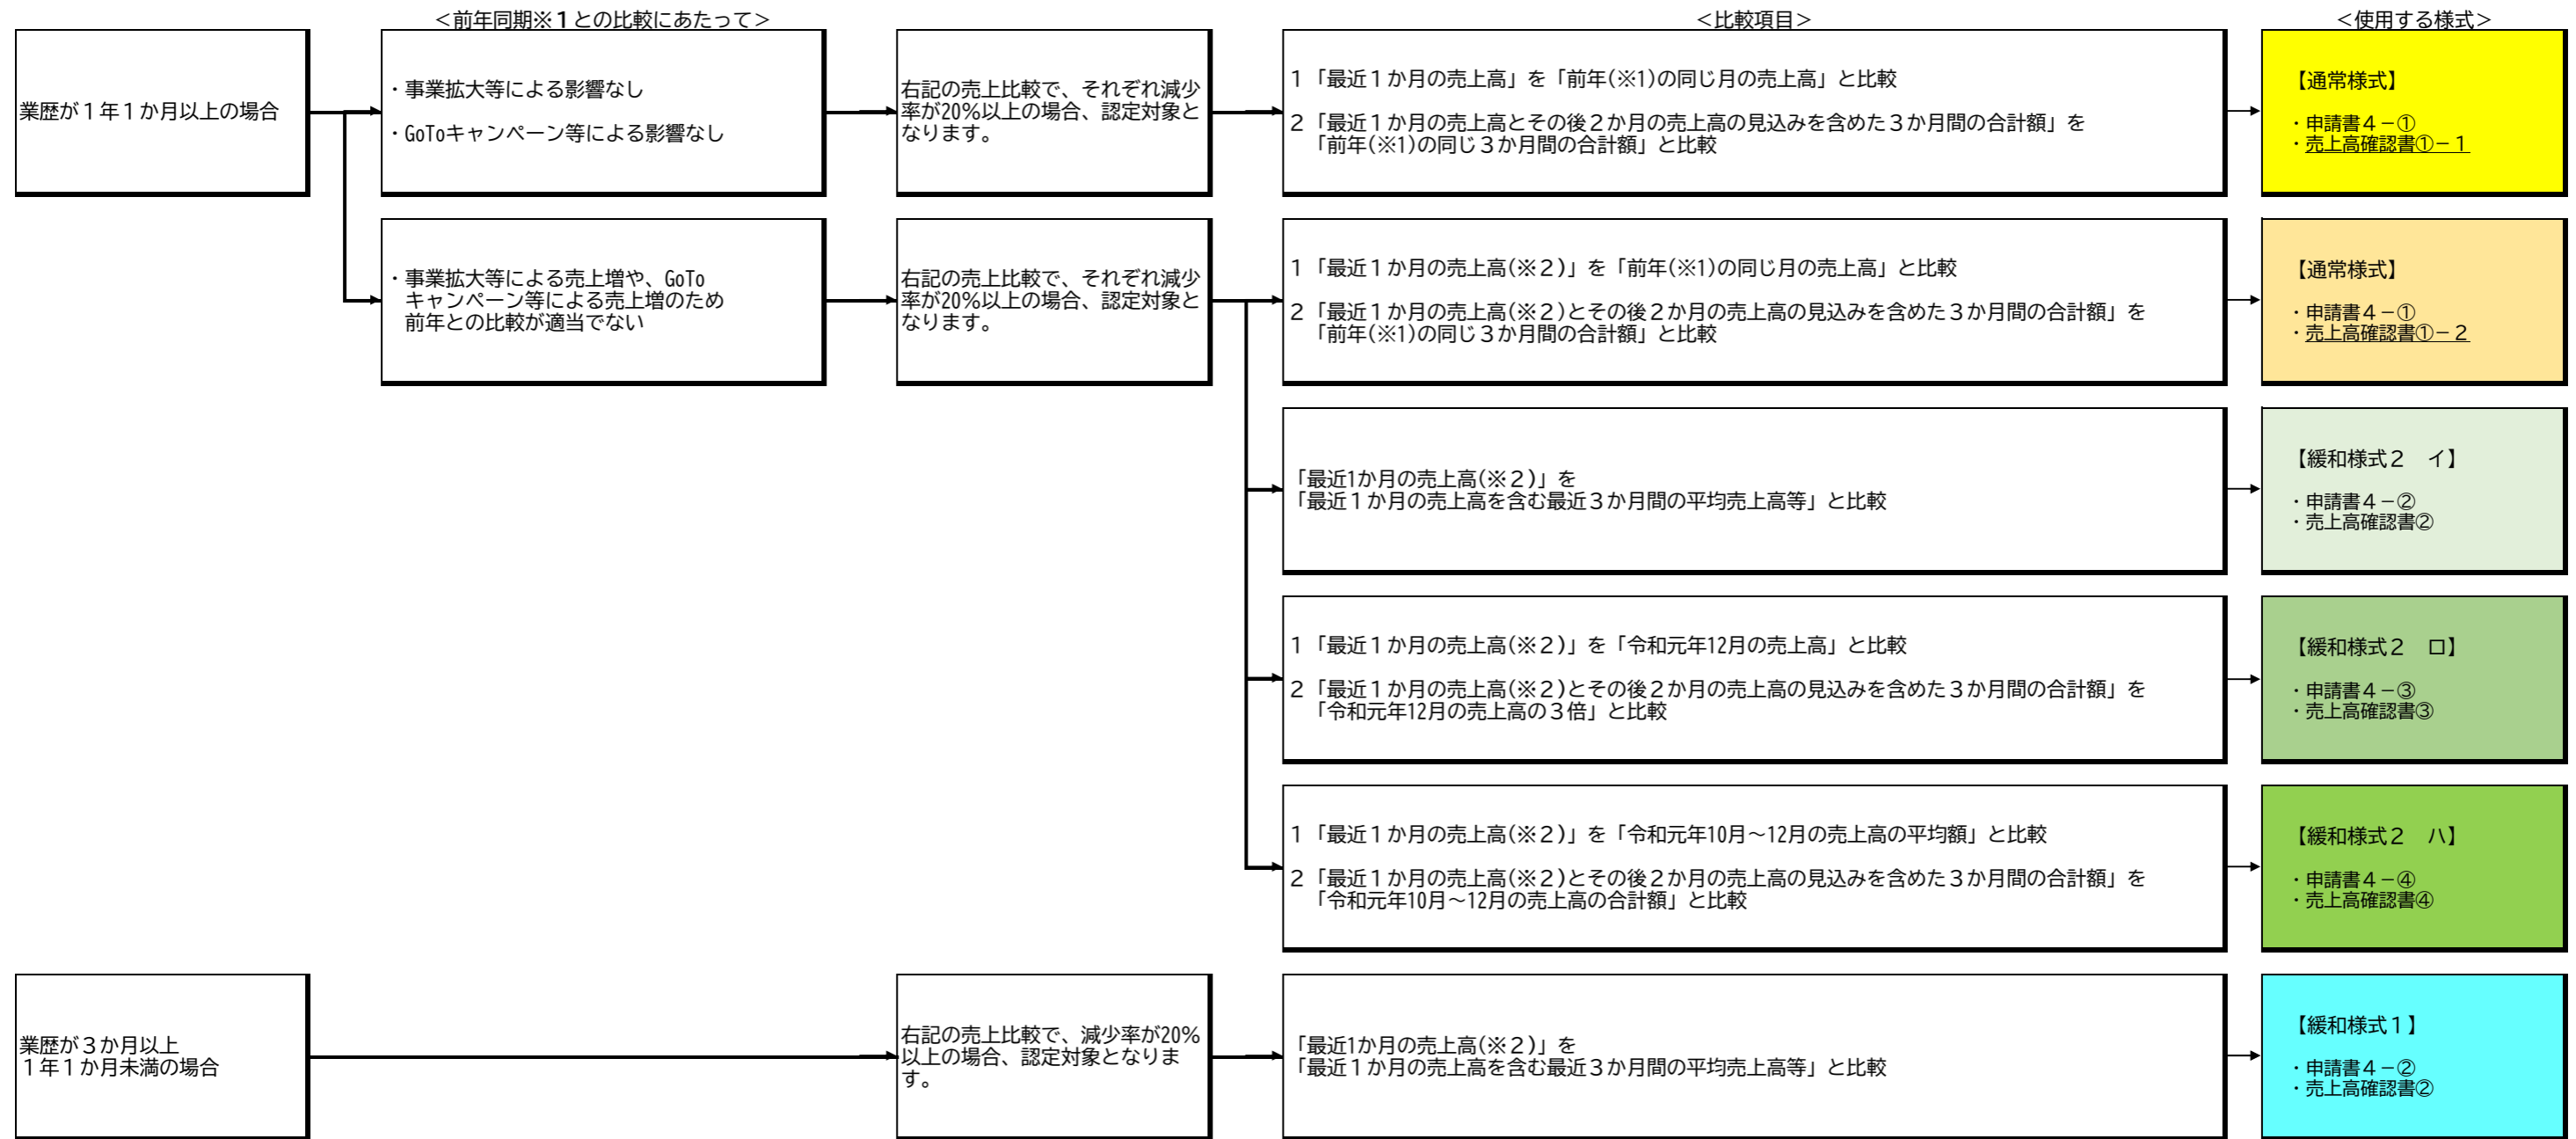 ＜前年同期※１との比較にあたって＞
＜比較項目＞
＜使用する様式＞
業歴が１年１か月以上の場合
・事業拡大等による影響なし
・GoToキャンペーン等による影響なし
右記の売上比較で、それぞれ減少
率が20%以上の場合、認定対象と
なります。
１「最近１か月の売上高」を「前年(※1)の同じ月の売上高」と比較
２「最近１か月の売上高とその後２か月の売上高の見込みを含めた３か月間の合計額」を
「前年(※1)の同じ３か月間の合計額」と比較
【通常様式】
・申請書４－①
・売上高確認書①－１
・事業拡大等による売上増や、GoTo
キャンペーン等による売上増のため
前年との比較が適当でない
右記の売上比較で、それぞれ減少
率が20%以上の場合、認定対象と
なります。
１「最近１か月の売上高(※２)」を「前年(※1)の同じ月の売上高」と比較
２「最近１か月の売上高(※２)とその後２か月の売上高の見込みを含めた３か月間の合計額」を
「前年(※1)の同じ３か月間の合計額」と比較
【通常様式】
・申請書４－①
・売上高確認書①－２
「最近1か月の売上高(※２)」を
「最近１か月の売上高を含む最近３か月間の平均売上高等」と比較
【緩和様式２　イ】
・申請書４－②
・売上高確認書②
１「最近１か月の売上高(※２)」を「令和元年12月の売上高」と比較
２「最近１か月の売上高(※２)とその後２か月の売上高の見込みを含めた３か月間の合計額」を
「令和元年12月の売上高の３倍」と比較
【緩和様式２　ロ】
・申請書４－③
・売上高確認書③
１「最近１か月の売上高(※２)」を「令和元年10月～12月の売上高の平均額」と比較
２「最近１か月の売上高(※２)とその後２か月の売上高の見込みを含めた３か月間の合計額」を
「令和元年10月～12月の売上高の合計額」と比較
【緩和様式２　ハ】
・申請書４－④
・売上高確認書④
業歴が３か月以上
１年１か月未満の場合
右記の売上比較で、減少率が20%
以上の場合、認定対象となりま
す。
「最近1か月の売上高(※２)」を
「最近１か月の売上高を含む最近３か月間の平均売上高等」と比較
【緩和様式１】
・申請書４－②
・売上高確認書②